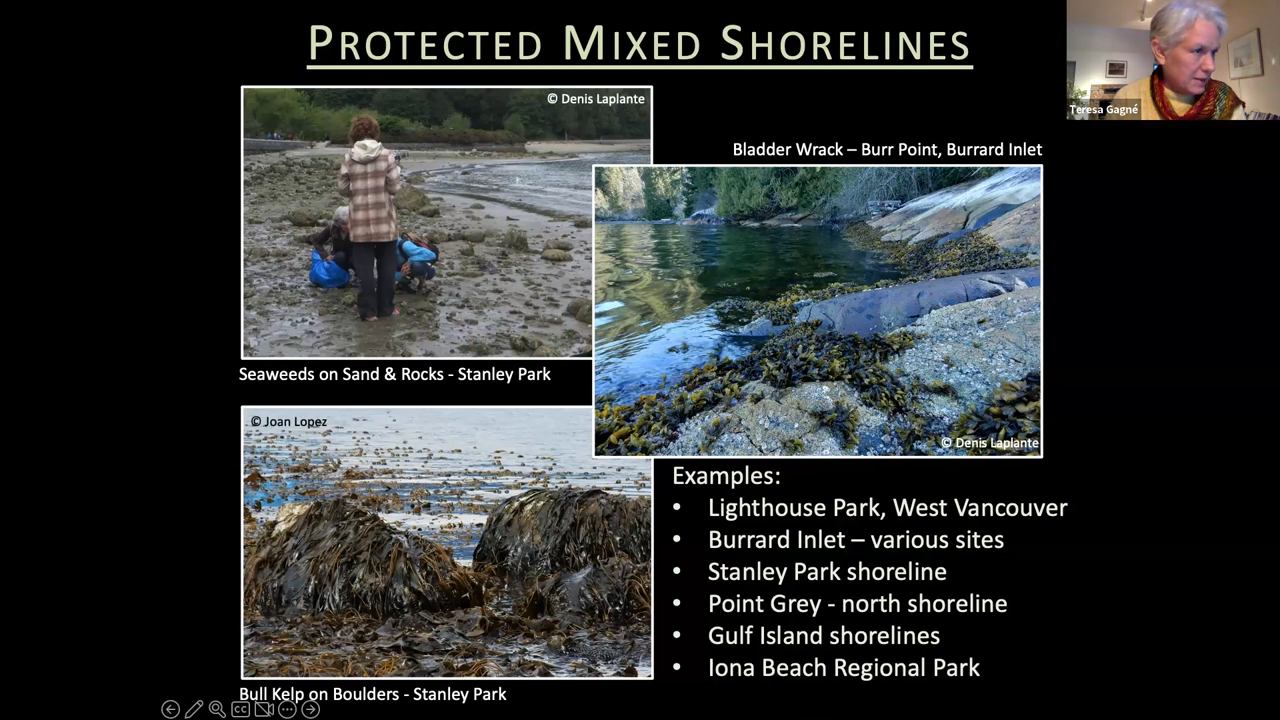 PROTECTED MIXED SHORELINES
Teresa Gagné
© Denis Laplante
Bladder Wrack – Burr Point, Burrard Inlet
Seaweeds on Sand & Rocks - Stanley Park
© Joan Lopez
© Denis Laplante
Examples:
• Lighthouse Park, West Vancouver
• Burrard Inlet – various sites
• Stanley Park shoreline
• Point Grey - north shoreline
• Gulf Island shorelines
• Iona Beach Regional Park
Bull Kelp on Boulders - Stanley Park
CC